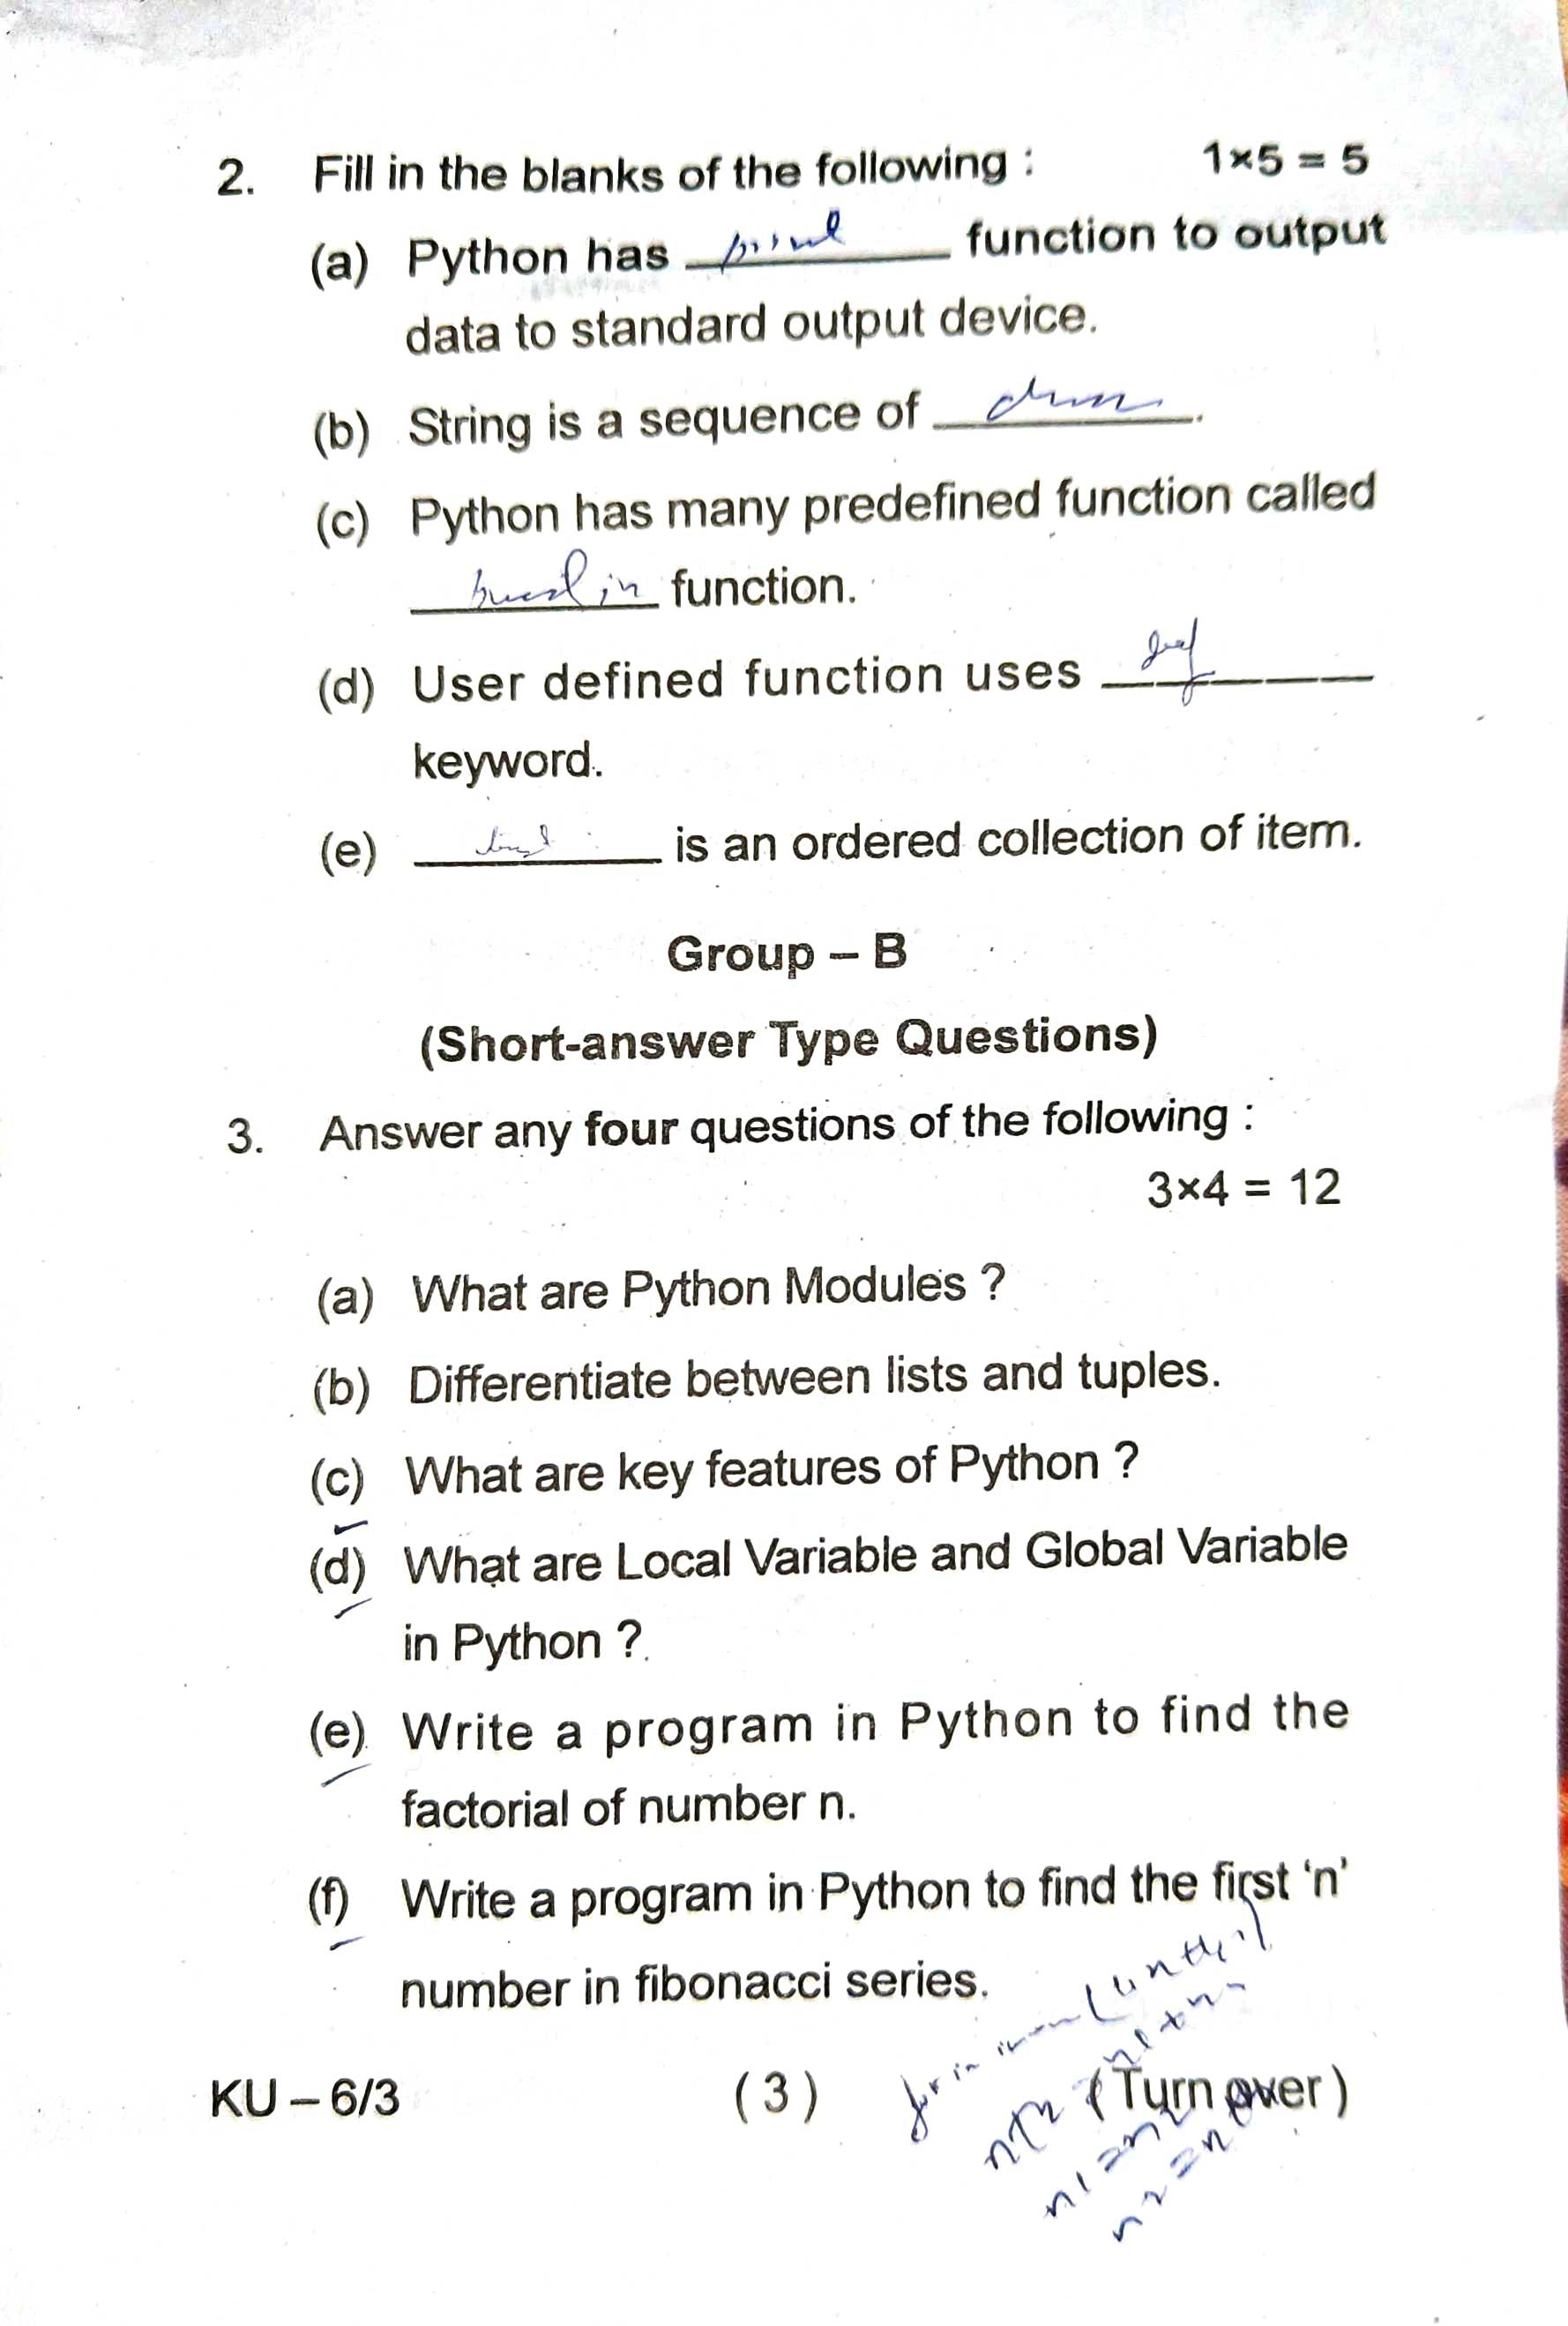 2. Fill in the blanks of the following : 1×5 = 5
(a) Python has print function to output
data to standard output device.
(b) String is a sequence of ________.
(c) Python has many predefined function called
________ in function.
(d) User defined function uses def
keyword.
(e) ________ is an ordered collection of item.
Group – B
(Short-answer Type Questions)
3. Answer any four questions of the following :
3×4 = 12
(a) What are Python Modules ?
(b) Differentiate between lists and tuples.
(c) What are key features of Python ?
(d) What are Local Variable and Global Variable
in Python ?
(e) Write a program in Python to find the
factorial of number n.
(f) Write a program in Python to find the first ‘n’
number in fibonacci series.
KU – 6/3 (3) (Turn over)